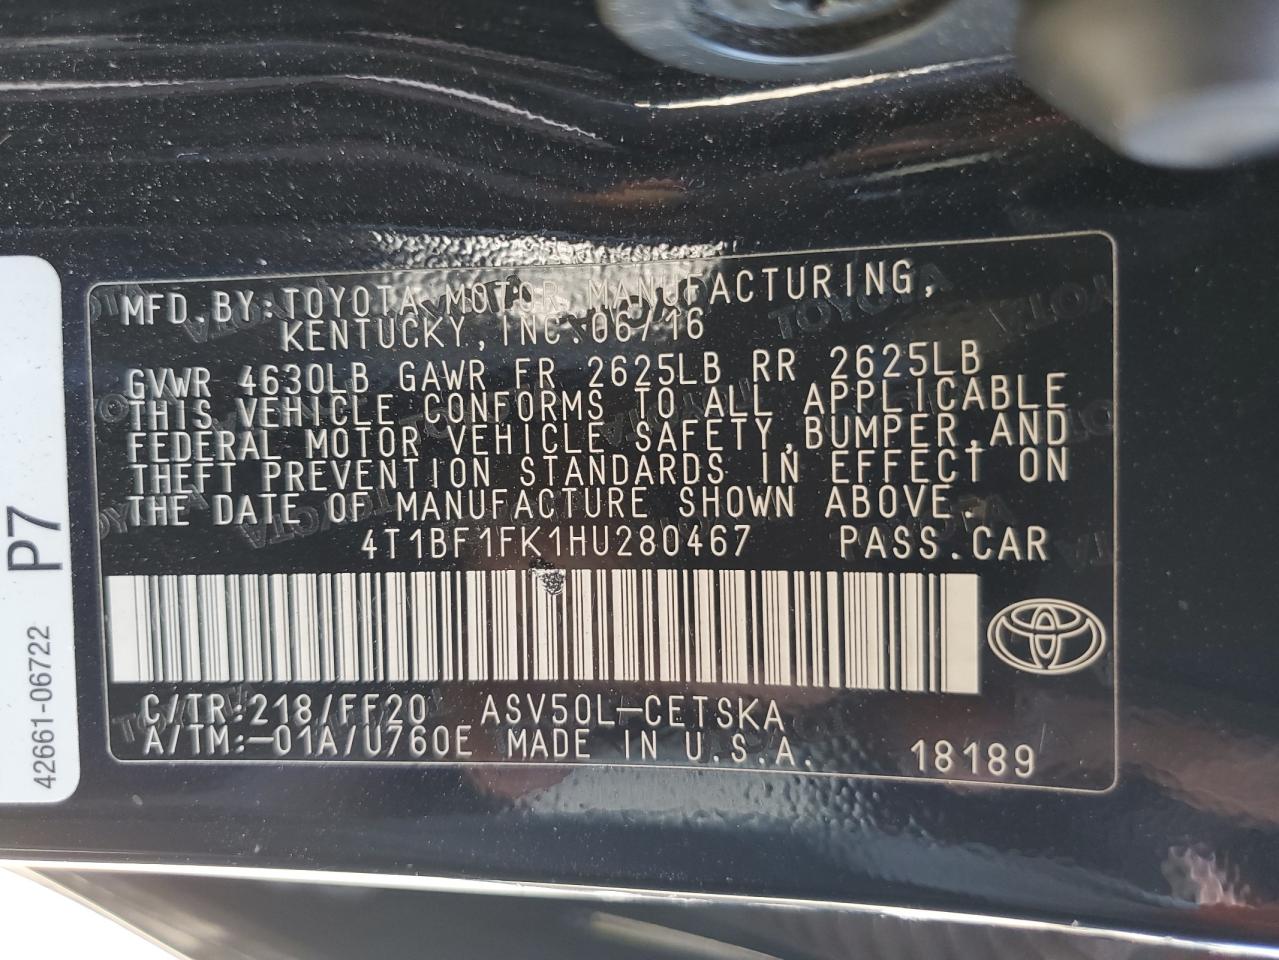 MFD.BY:TOYOTA MOTOR MANUFACTURING,
KENTUCKY, INC. 06/16
GVWR 4630LB GAWR FR 2625LB RR 2625LB
THIS VEHICLE CONFORMS TO ALL APPLICABLE
FEDERAL MOTOR VEHICLE SAFETY,BUMPER,AND
THEFT PREVENTION STANDARDS IN EFFECT ON
THE DATE OF MANUFACTURE SHOWN ABOVE.
4T1BF1FK1HU280467 PASS.CAR
C/TR:218/FF20 ASV50L-CETSKA
A/TM:-01A/U760E MADE IN U.S.A. 18189
P7
42661-06722
TOYOTA